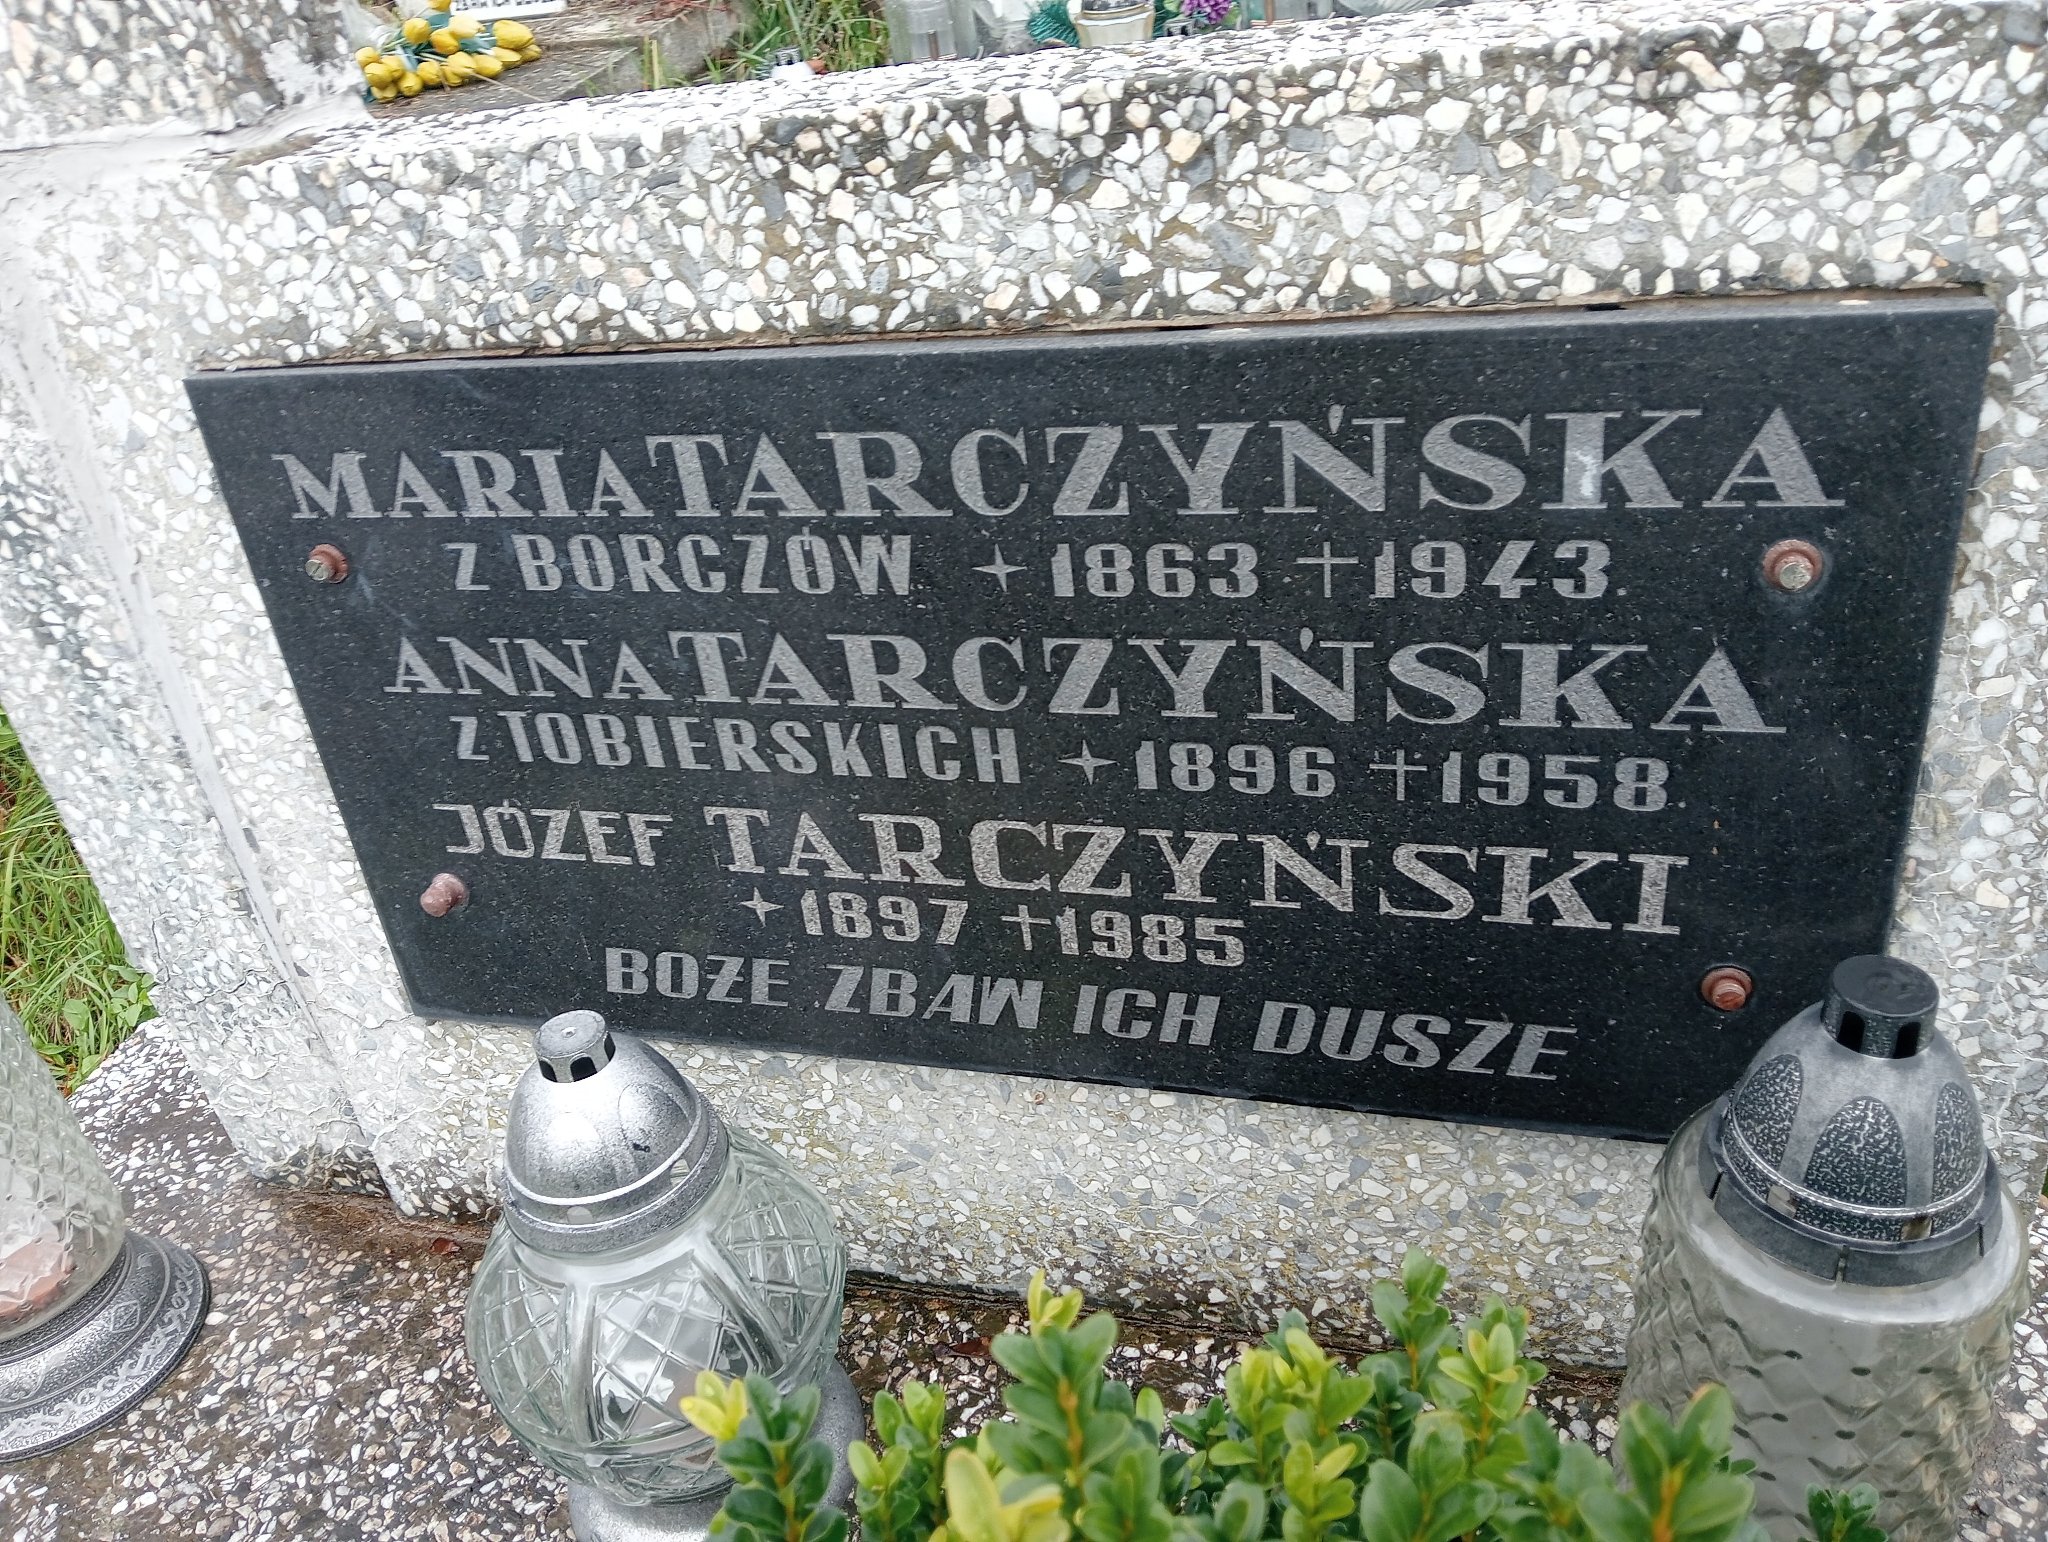 MARIA TARCZYŃSKA
Z BORCZÓW ✦ 1863 † 1943
ANNA TARCZYŃSKA
Z TOBIERSKICH ✦ 1896 † 1958
JÓZEF TARCZYŃSKI
✦ 1897 † 1985
BOŻE ZBAW ICH DUSZE